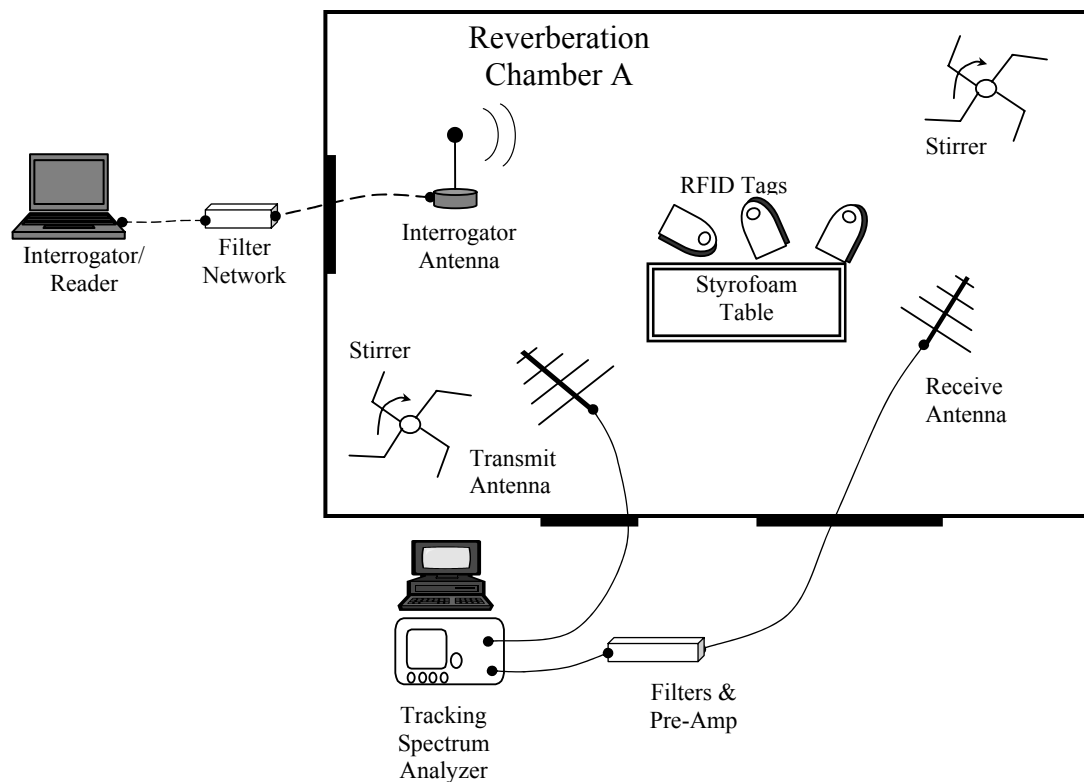 Reverberation
Chamber A
Stirrer
RFID Tags
Interrogator/
Reader
Filter
Network
Interrogator
Antenna
Styrofoam
Table
Stirrer
Receive
Antenna
Transmit
Antenna
Filters &
Pre-Amp
Tracking
Spectrum
Analyzer